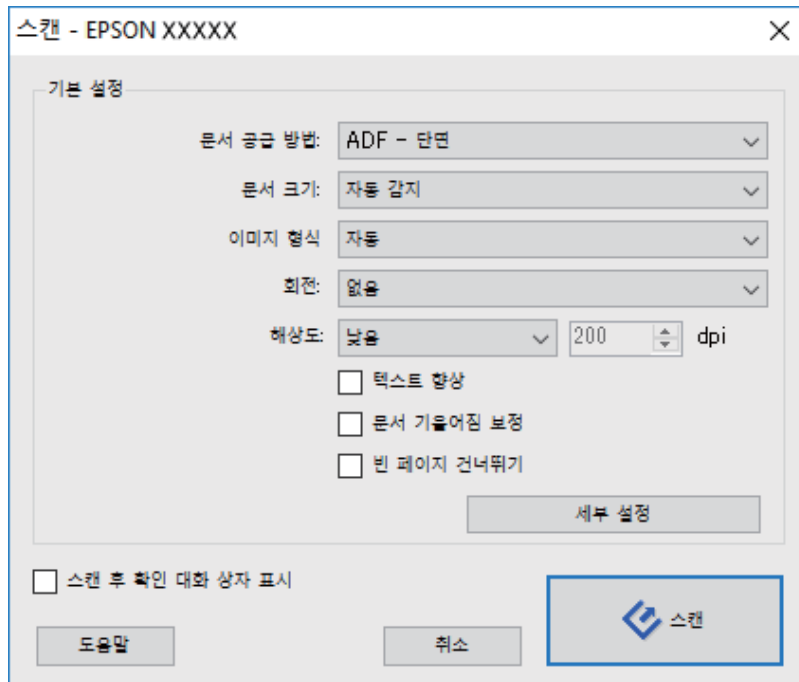 스캔 - EPSON XXXXX
기본 설정
문서 공급 방법: ADF - 단면
문서 크기: 자동 감지
이미지 형식 자동
회전: 없음
해상도: 낮음 200 dpi
텍스트 향상
문서 기울어짐 보정
빈 페이지 건너뛰기
세부 설정
스캔 후 확인 대화 상자 표시
도움말 취소 스캔